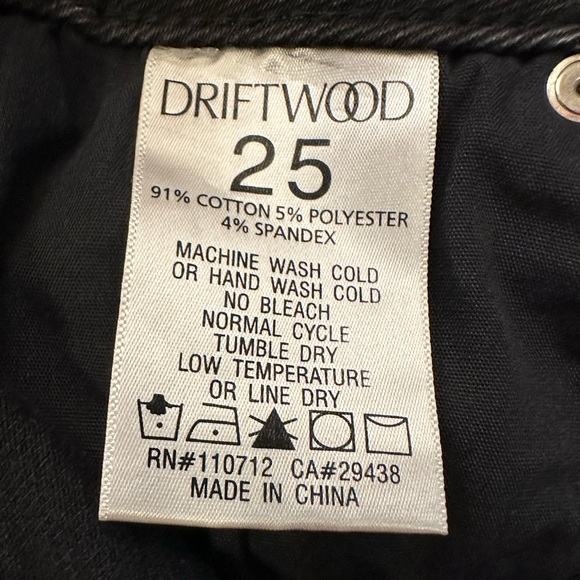 DRIFTWOOD
25
91% COTTON 5% POLYESTER
4% SPANDEX
MACHINE WASH COLD
OR HAND WASH COLD
NO BLEACH
NORMAL CYCLE
TUMBLE DRY
LOW TEMPERATURE
OR LINE DRY
RN#110712 CA#29438
MADE IN CHINA